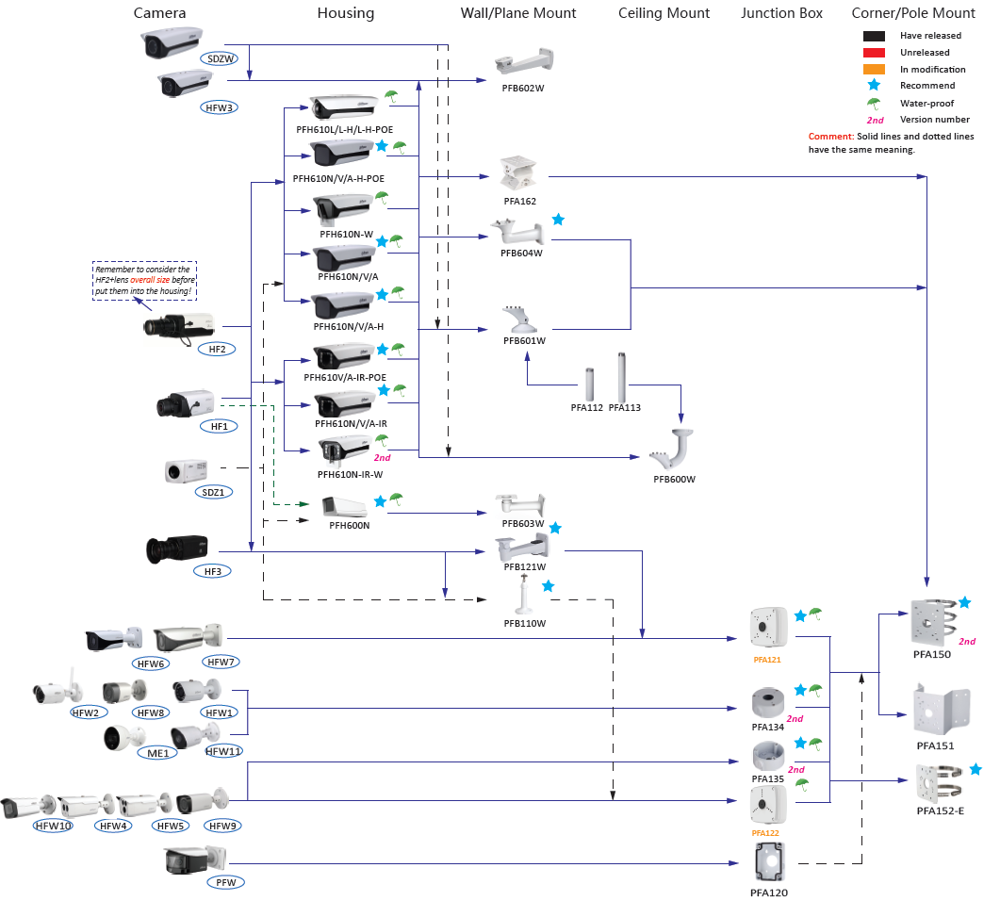 Camera
Housing
Wall/Plane Mount
Ceiling Mount
Junction Box
Corner/Pole Mount
Have released
Unreleased
In modification
Recommend
Water-proof
2nd Version number
Comment: Solid lines and dotted lines
have the same meaning.
SDZW
HFW3
PFB602W
PFH610L/L-H/L-H-POE
PFH610N/V/A-H-POE
PFA162
PFH610N-W
PFB604W
PFH610N/V/A
Remember to consider the
HF2+lens overall size before
put them into the housing!
PFH610N/V/A-H
PFB601W
HF2
PFH610V/A-IR-POE
PFA112
PFA113
HF1
PFH610N/V/A-IR
2nd
PFH610N-IR-W
PFB600W
SDZ1
PFH600N
PFB603W
HF3
PFB121W
PFB110W
HFW6
HFW7
PFA121
2nd
PFA150
HFW2
HFW8
HFW1
PFA134
2nd
ME1
HFW11
PFA151
PFA135
2nd
PFA152-E
HFW10
HFW4
HFW5
HFW9
PFA122
PFW
PFA120